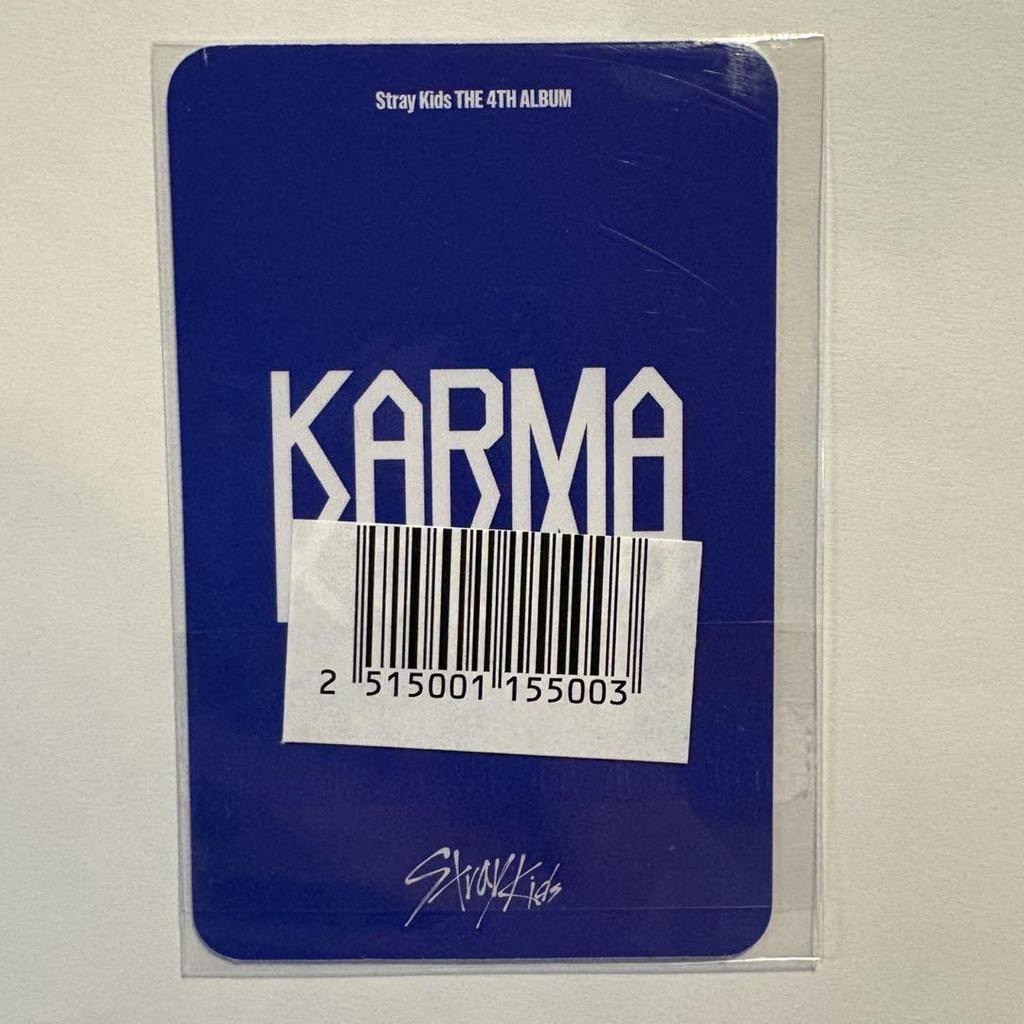 Stray Kids THE 4TH ALBUM
KARMA
2 515001 155003
Stray Kids